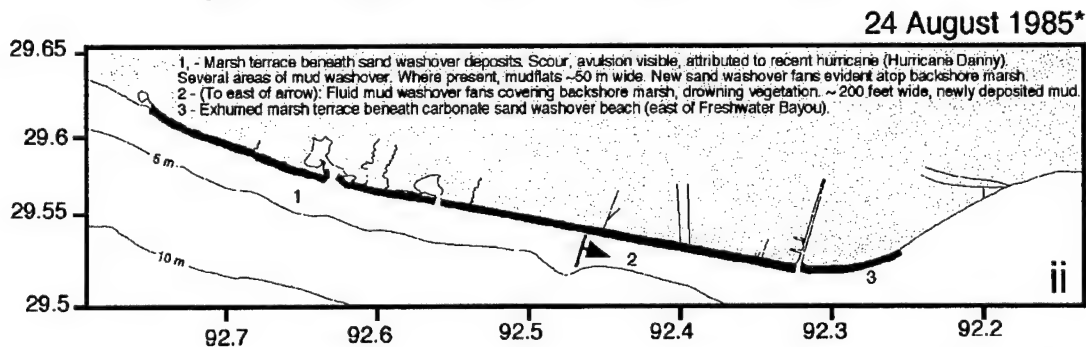 24 August 1985*
29.65
1, - Marsh terrace beneath sand washover deposits. Scour, avulsion visible, attributed to recent hurricane (Hurricane Danny).
Several areas of mud washover. Where present, mudflats ~50 m wide. New sand washover fans evident atop backshore marsh.
2 - (To east of arrow): Fluid mud washover fans covering backshore marsh, drowning vegetation. ~ 200 feet wide, newly deposited mud.
3 - Exhumed marsh terrace beneath carbonate sand washover beach (east of Freshwater Bayou).
29.6
5 m
1
29.55
2
10 m
3
ii
29.5
92.7 92.6 92.5 92.4 92.3 92.2